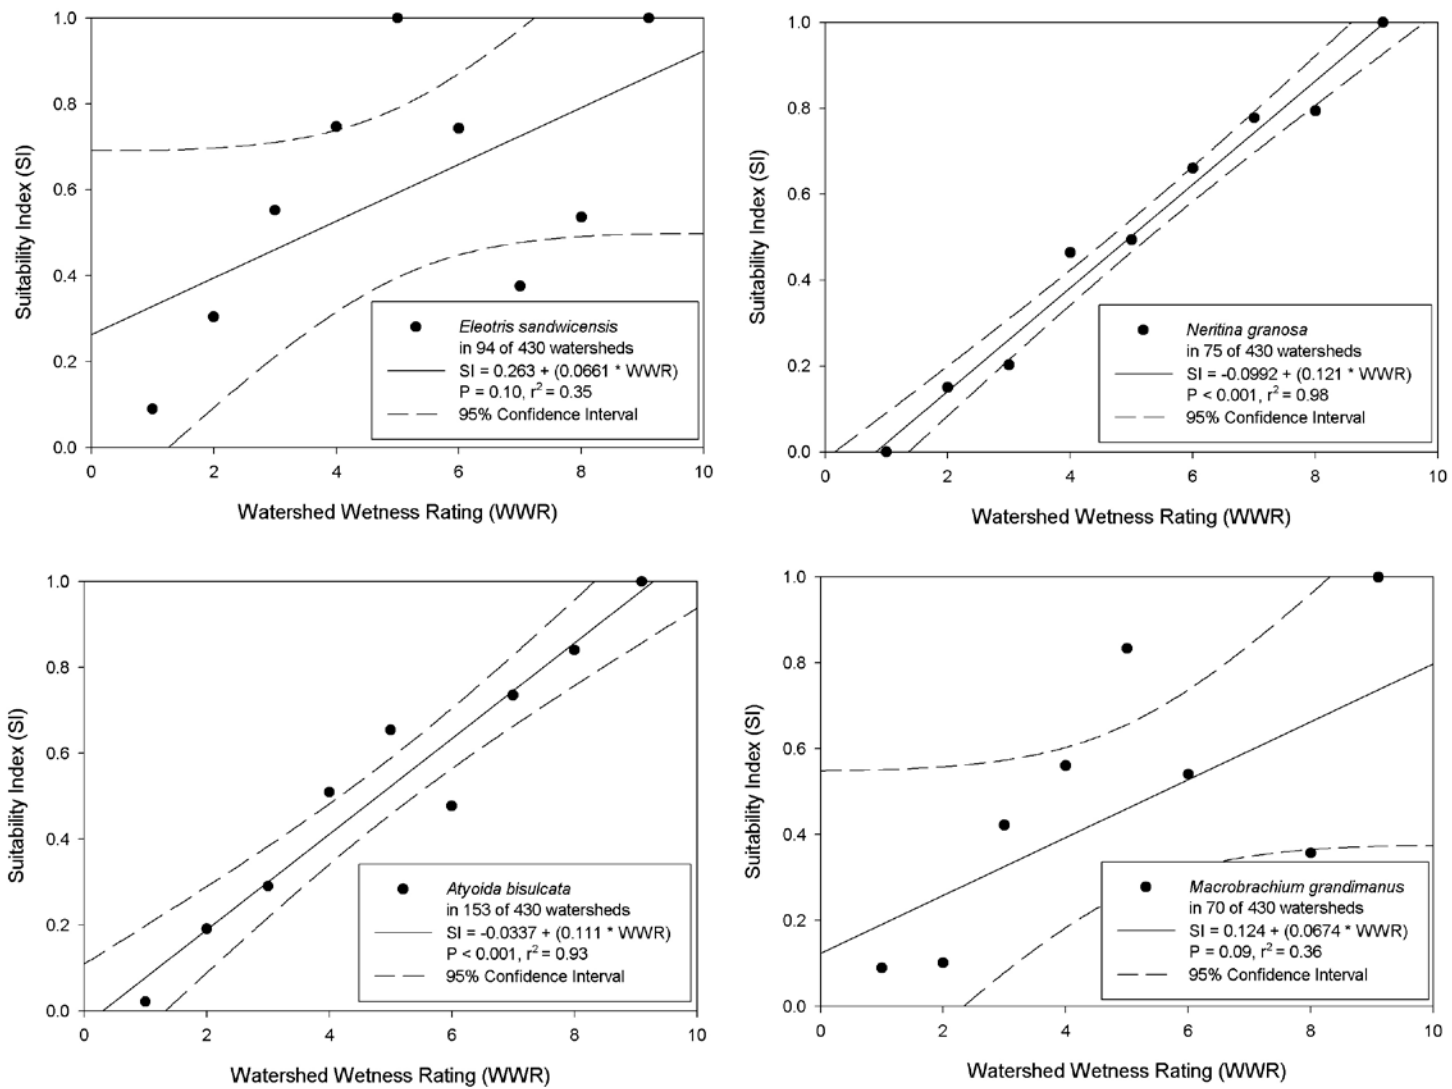 1.0
0.8
0.6
0.4
0.2
0.0
Suitability Index (SI)
Eleotris sandwicensis
in 94 of 430 watersheds
SI = 0.263 + (0.0661 * WWR)
P = 0.10, r² = 0.35
95% Confidence Interval
0 2 4 6 8 10
Watershed Wetness Rating (WWR)
1.0
0.8
0.6
0.4
0.2
0.0
Suitability Index (SI)
Neritina granosa
in 75 of 430 watersheds
SI = -0.0992 + (0.121 * WWR)
P < 0.001, r² = 0.98
95% Confidence Interval
0 2 4 6 8 10
Watershed Wetness Rating (WWR)
1.0
0.8
0.6
0.4
0.2
0.0
Suitability Index (SI)
Atyoida bisulcata
in 153 of 430 watersheds
SI = -0.0337 + (0.111 * WWR)
P < 0.001, r² = 0.93
95% Confidence Interval
0 2 4 6 8 10
Watershed Wetness Rating (WWR)
1.0
0.8
0.6
0.4
0.2
0.0
Suitability Index (SI)
Macrobrachium grandimanus
in 70 of 430 watersheds
SI = 0.124 + (0.0674 * WWR)
P = 0.09, r² = 0.36
95% Confidence Interval
0 2 4 6 8 10
Watershed Wetness Rating (WWR)